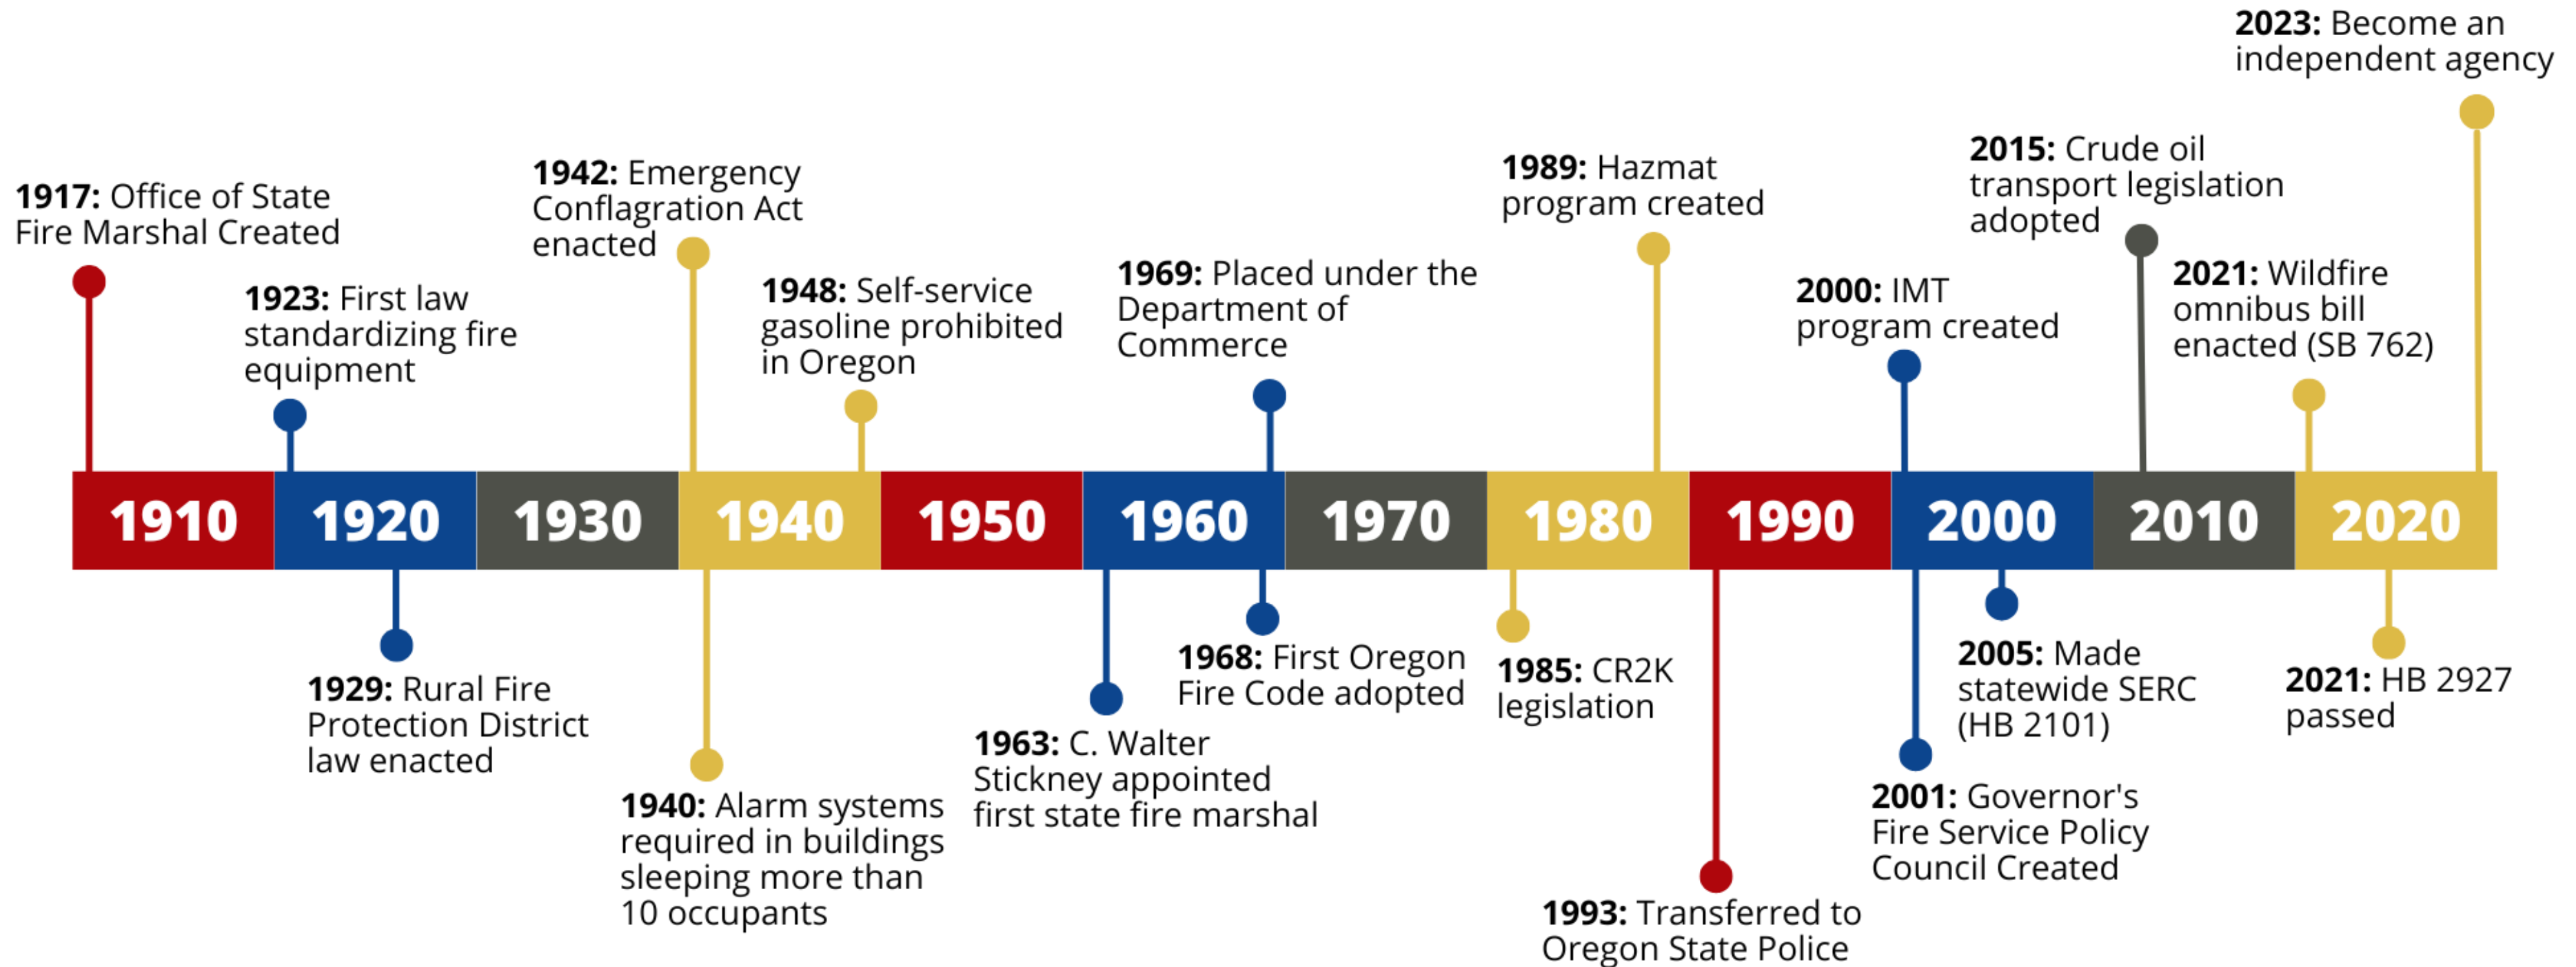 2023: Become an
independent agency
1917: Office of State
Fire Marshal Created
1923: First law
standardizing fire
equipment
1942: Emergency
Conflagration Act
enacted
1948: Self-service
gasoline prohibited
in Oregon
1969: Placed under the
Department of
Commerce
1989: Hazmat
program created
2000: IMT
program created
2015: Crude oil
transport legislation
adopted
2021: Wildfire
omnibus bill
enacted (SB 762)
1910
1920
1930
1940
1950
1960
1970
1980
1990
2000
2010
2020
1929: Rural Fire
Protection District
law enacted
1940: Alarm systems
required in buildings
sleeping more than
10 occupants
1963: C. Walter
Stickney appointed
first state fire marshal
1968: First Oregon
Fire Code adopted
1985: CR2K
legislation
1993: Transferred to
Oregon State Police
2001: Governor's
Fire Service Policy
Council Created
2005: Made
statewide SERC
(HB 2101)
2021: HB 2927
passed